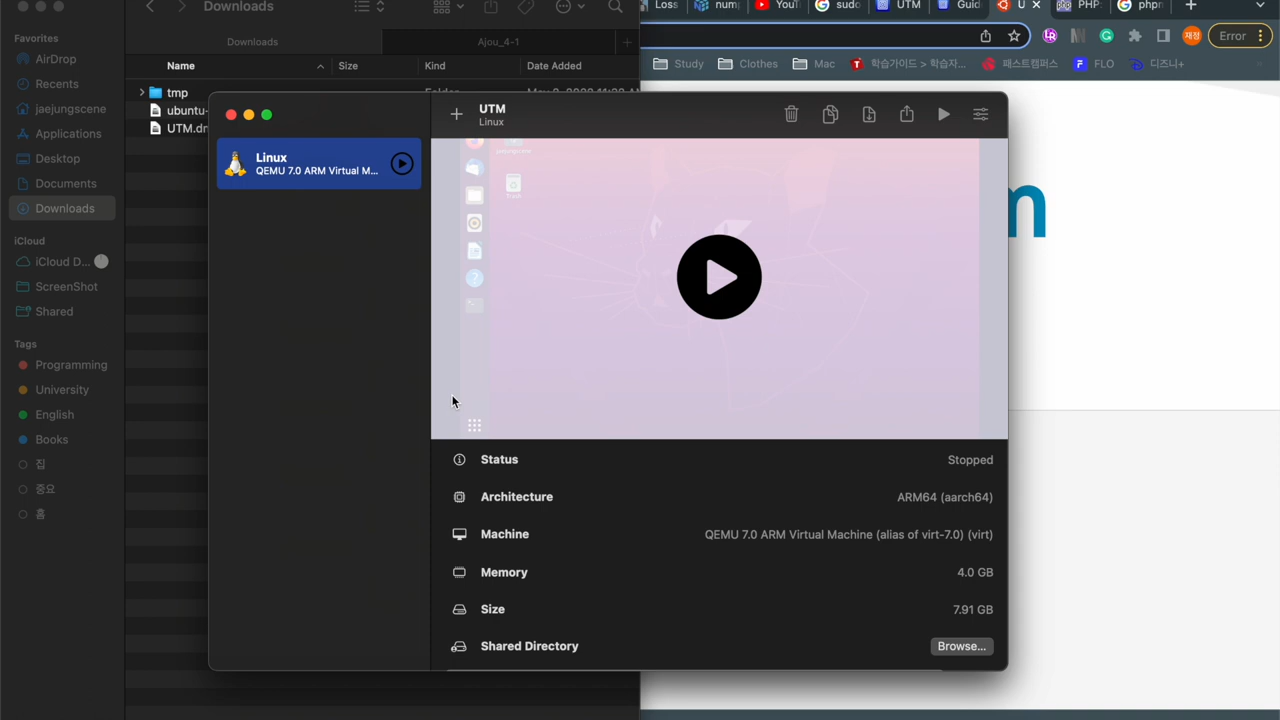 Downloads
Loss
num
YouT
sudo
UTM
Guid
U
PHP:
phpn
Favorites
Downloads
Ajou_4-1
재정
Error
AirDrop
Name
Size
Kind
Date Added
Study
Clothes
Mac
학습가이드 > 학습자...
패스트캠퍼스
FLO
디즈니+
Recents
tmp
jaejungscene
ubuntu-
UTM
Linux
Applications
UTM.dm
Desktop
Linux
QEMU 7.0 ARM Virtual M...
Documents
Downloads
iCloud
iCloud D...
ScreenShot
Shared
Tags
Programming
University
English
Books
집
중요
홈
Status
Stopped
Architecture
ARM64 (aarch64)
Machine
QEMU 7.0 ARM Virtual Machine (alias of virt-7.0) (virt)
Memory
4.0 GB
Size
7.91 GB
Shared Directory
Browse...